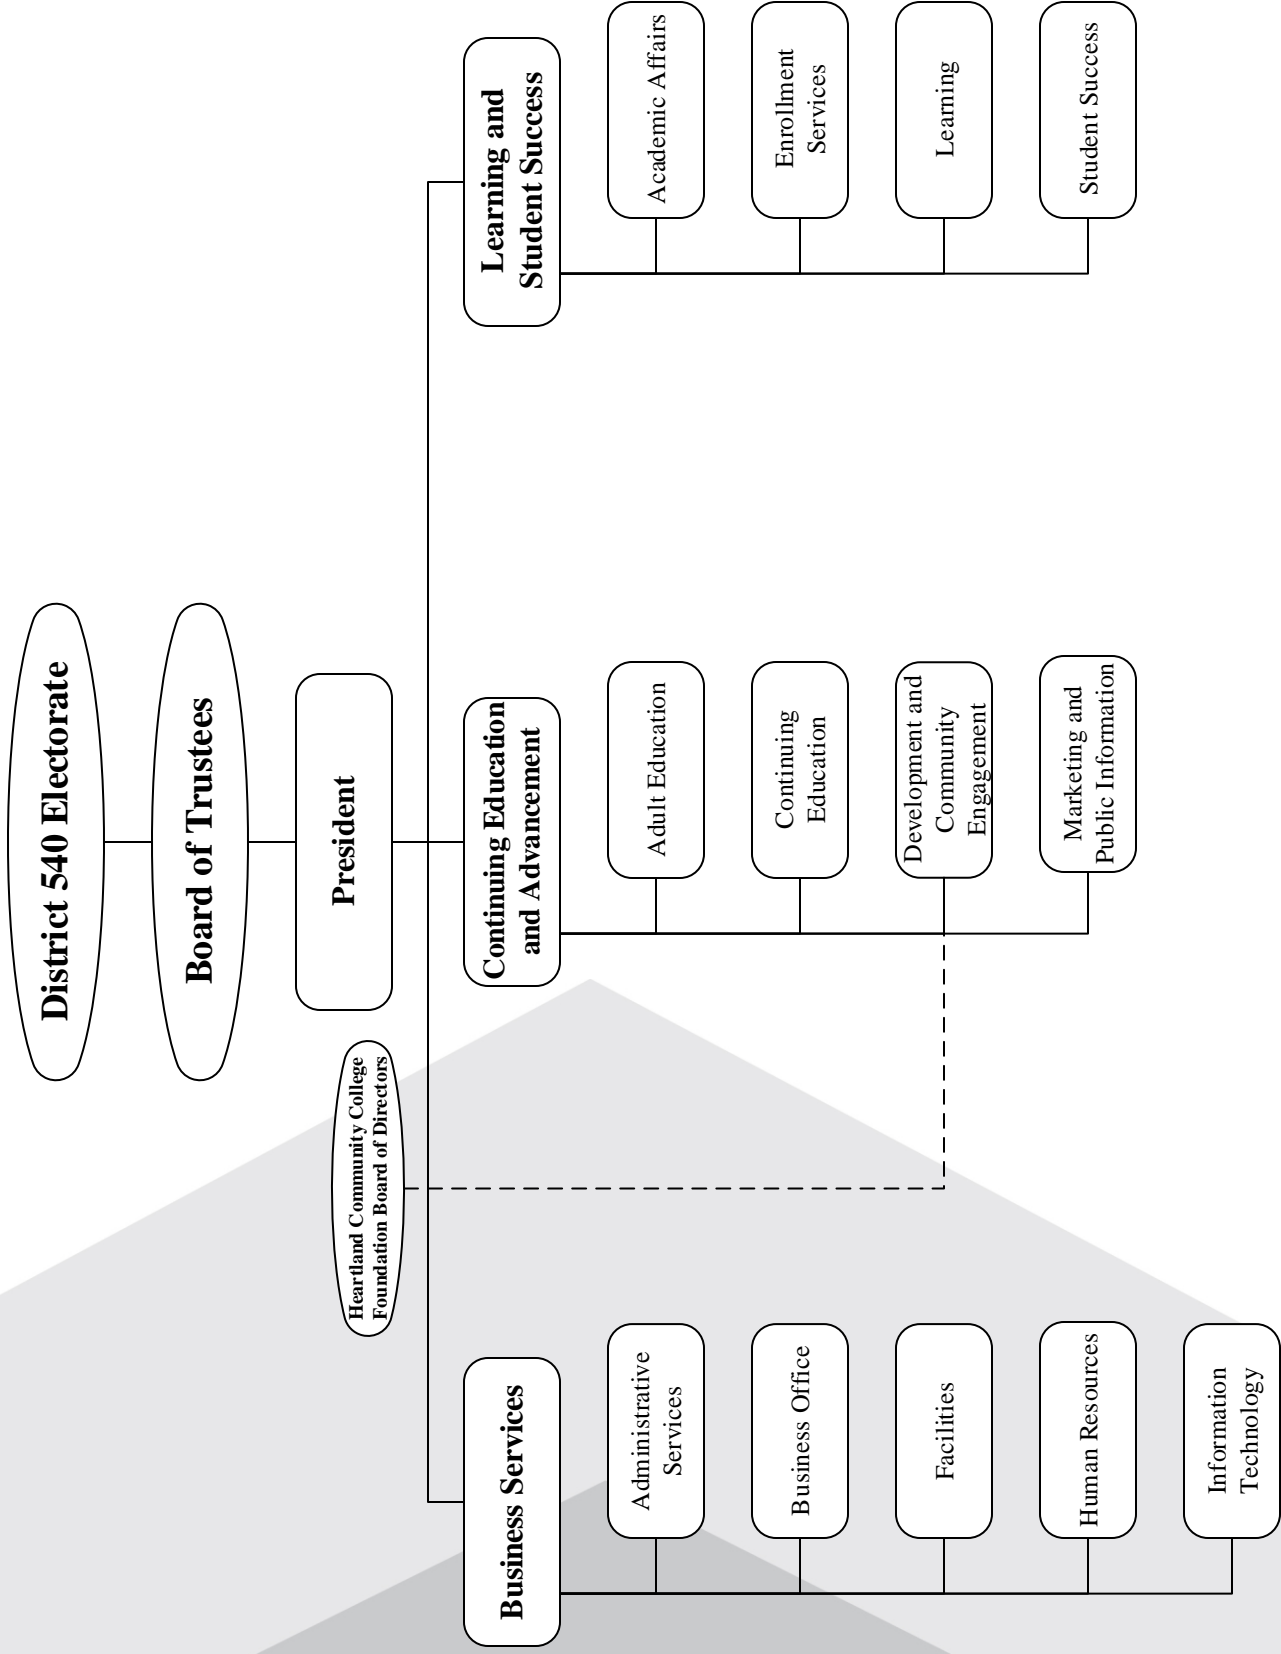 District 540 Electorate
Board of Trustees
President
Heartland Community College
Foundation Board of Directors
Business Services
Administrative
Services
Business Office
Facilities
Human Resources
Information
Technology
Continuing Education
and Advancement
Adult Education
Continuing
Education
Development and
Community
Engagement
Marketing and
Public Information
Learning and
Student Success
Academic Affairs
Enrollment
Services
Learning
Student Success